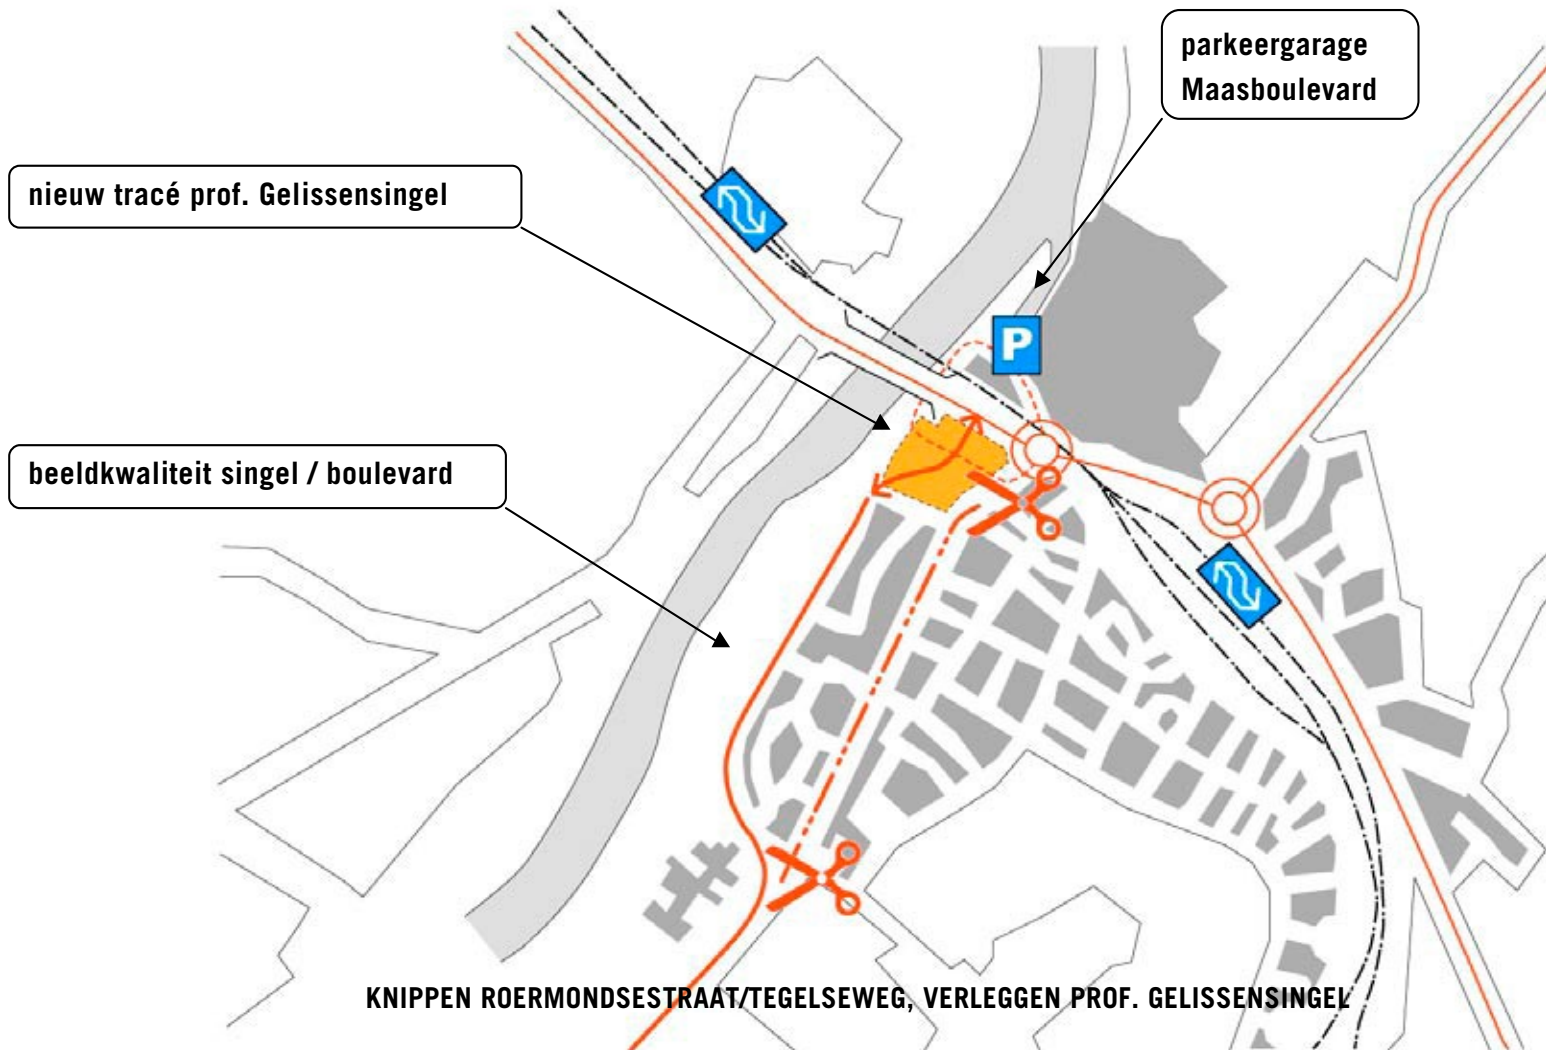 parkeergarage
Maasboulevard
nieuw tracé prof. Gelissensingel
P
beeldkwaliteit singel / boulevard
KNIPPEN ROERMONDSESTRAAT/TEGELSEWEG, VERLEGGEN PROF. GELISSENSINGEL